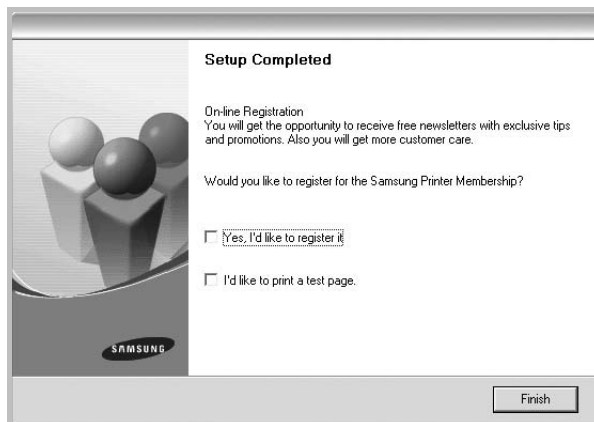 Setup Completed
On-line Registration
You will get the opportunity to receive free newsletters with exclusive tips
and promotions. Also you will get more customer care.
Would you like to register for the Samsung Printer Membership?
Yes, I'd like to register it
I'd like to print a test page.
SAMSUNG
Finish